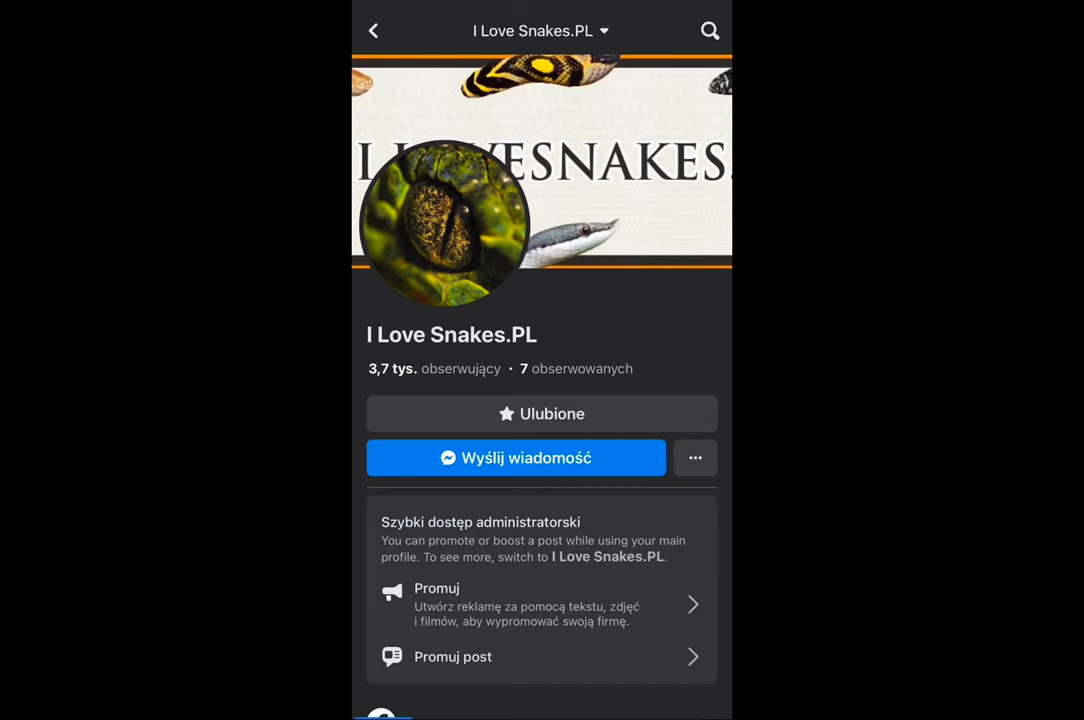 I Love Snakes.PL
I LOVESNAKES.
I Love Snakes.PL
3,7 tys. obserwujący · 7 obserwowanych
Ulubione
Wyślij wiadomość
Szybki dostęp administratorski
You can promote or boost a post while using your main
profile. To see more, switch to I Love Snakes.PL.
Promuj
Utwórz reklamę za pomocą tekstu, zdjęć
i filmów, aby wypromować swoją firmę.
Promuj post